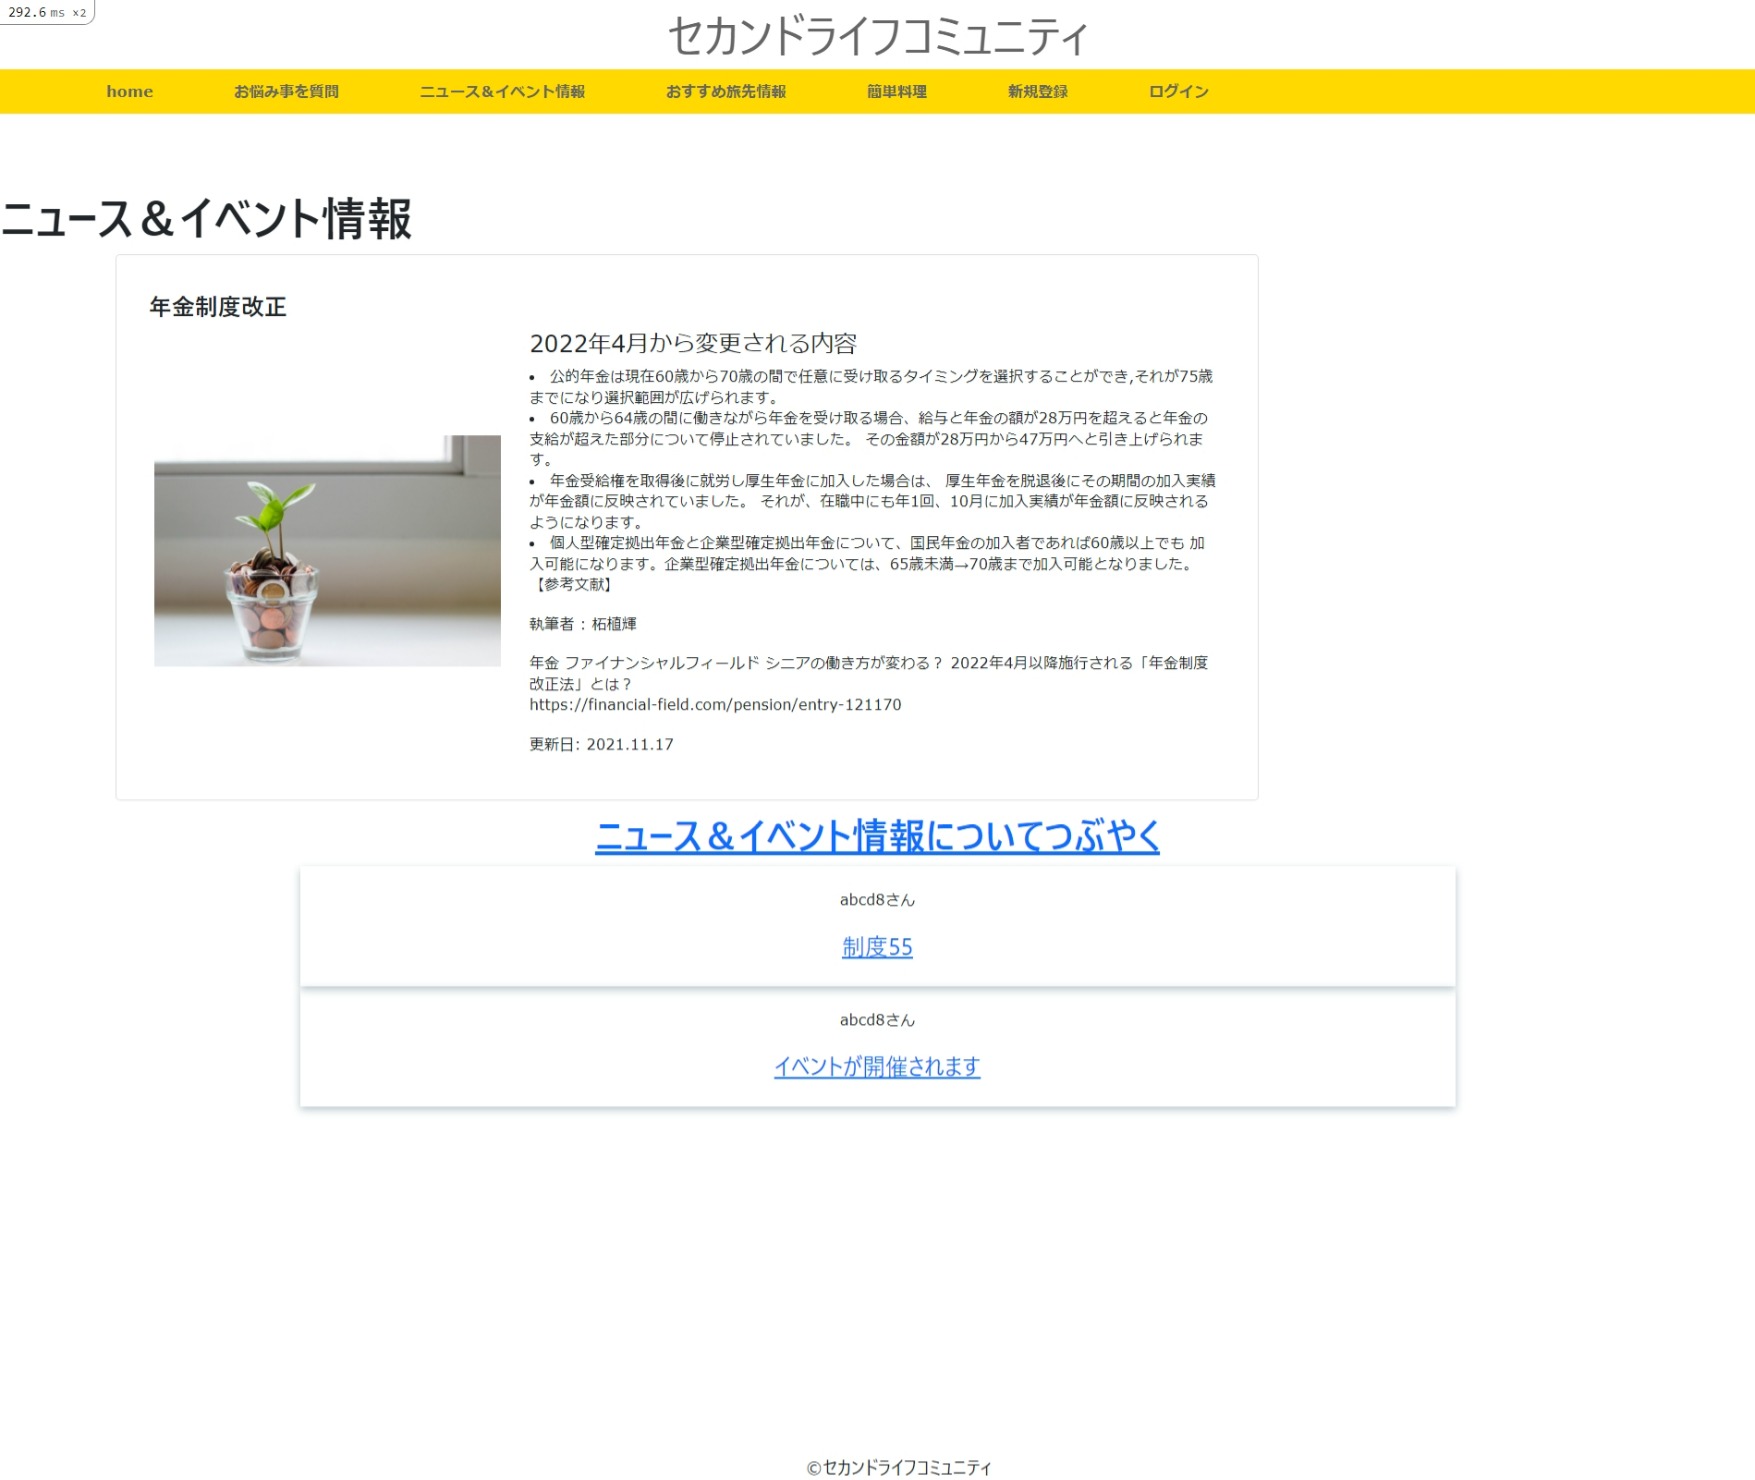 292.6 ms ×2
セカンドライフコミュニティ
home お悩み事を質問 ニュース&イベント情報 おすすめ旅先情報 簡単料理 新規登録 ログイン
ニュース＆イベント情報
年金制度改正
2022年4月から変更される内容
• 公的年金は現在60歳から70歳の間で任意に受け取るタイミングを選択することができ,それが75歳
までになり選択範囲が広げられます。
• 60歳から64歳の間に働きながら年金を受け取る場合、給与と年金の額が28万円を超えると年金の
支給が超えた部分について停止されていました。 その金額が28万円から47万円へと引き上げられま
す。
• 年金受給権を取得後に就労し厚生年金に加入した場合は、 厚生年金を脱退後にその期間の加入実績
が年金額に反映されていました。 それが、在職中にも年1回、10月に加入実績が年金額に反映される
ようになります。
• 個人型確定拠出年金と企業型確定拠出年金について、国民年金の加入者であれば60歳以上でも 加
入可能になります。企業型確定拠出年金については、65歳未満→70歳まで加入可能となりました。
【参考文献】
執筆者 : 柘植輝
年金 ファイナンシャルフィールド シニアの働き方が変わる？ 2022年4月以降施行される「年金制度
改正法」とは？
https://financial-field.com/pension/entry-121170
更新日: 2021.11.17
ニュース＆イベント情報についてつぶやく
abcd8さん
制度55
abcd8さん
イベントが開催されます
©セカンドライフコミュニティ